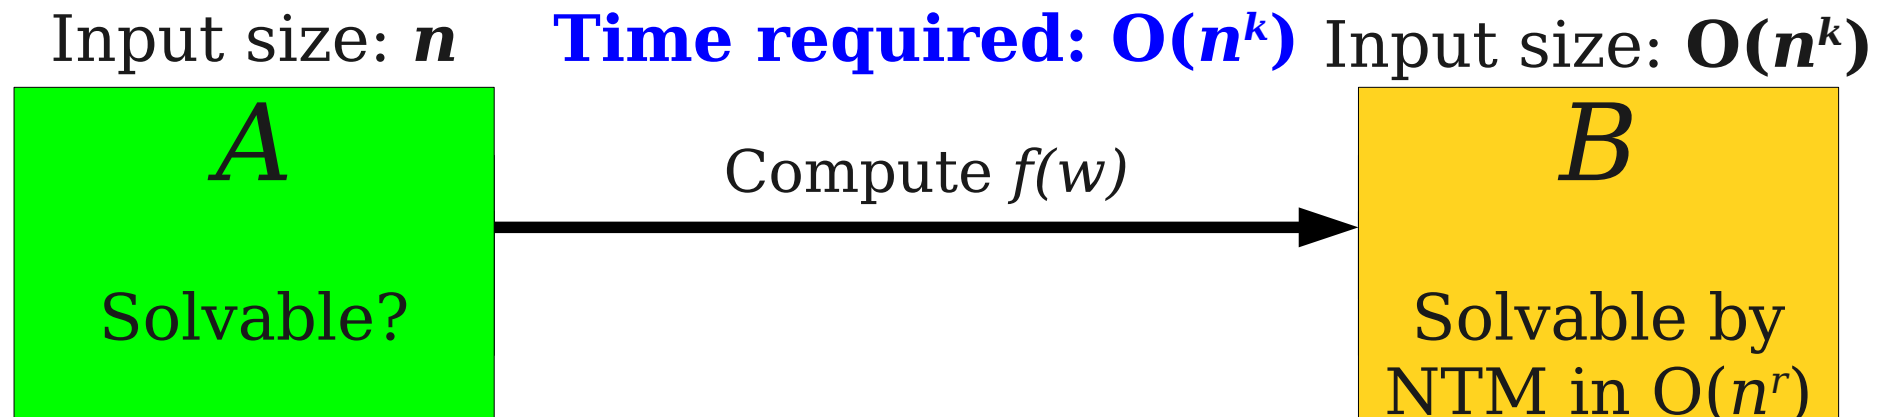 Input size: n
Time required: O(nᵏ)
Input size: O(nᵏ)
A
B
Compute f(w)
Solvable?
Solvable by
NTM in O(nʳ)